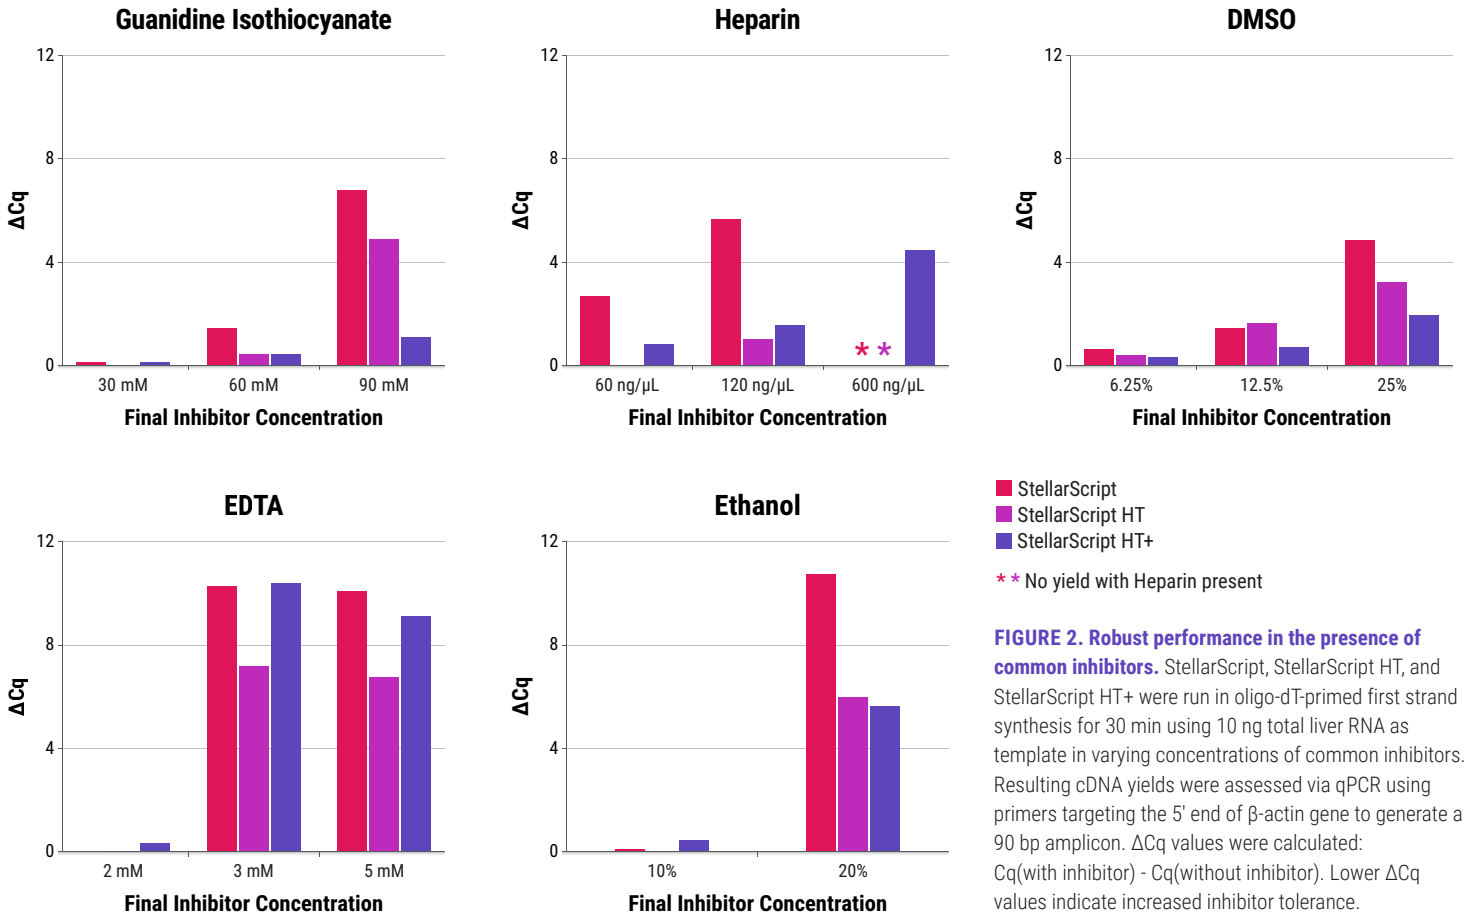 Guanidine Isothiocyanate
12
8
4
0
ΔCq
30 mM 60 mM 90 mM
Final Inhibitor Concentration
Heparin
12
8
4
0
ΔCq
* *
60 ng/μL 120 ng/μL 600 ng/μL
Final Inhibitor Concentration
DMSO
12
8
4
0
ΔCq
6.25% 12.5% 25%
Final Inhibitor Concentration
EDTA
12
8
4
0
ΔCq
2 mM 3 mM 5 mM
Final Inhibitor Concentration
Ethanol
12
8
4
0
ΔCq
10% 20%
Final Inhibitor Concentration
StellarScript
StellarScript HT
StellarScript HT+
* * No yield with Heparin present
FIGURE 2. Robust performance in the presence of
common inhibitors. StellarScript, StellarScript HT, and
StellarScript HT+ were run in oligo-dT-primed first strand
synthesis for 30 min using 10 ng total liver RNA as
template in varying concentrations of common inhibitors.
Resulting cDNA yields were assessed via qPCR using
primers targeting the 5' end of β-actin gene to generate a
90 bp amplicon. ΔCq values were calculated:
Cq(with inhibitor) - Cq(without inhibitor). Lower ΔCq
values indicate increased inhibitor tolerance.